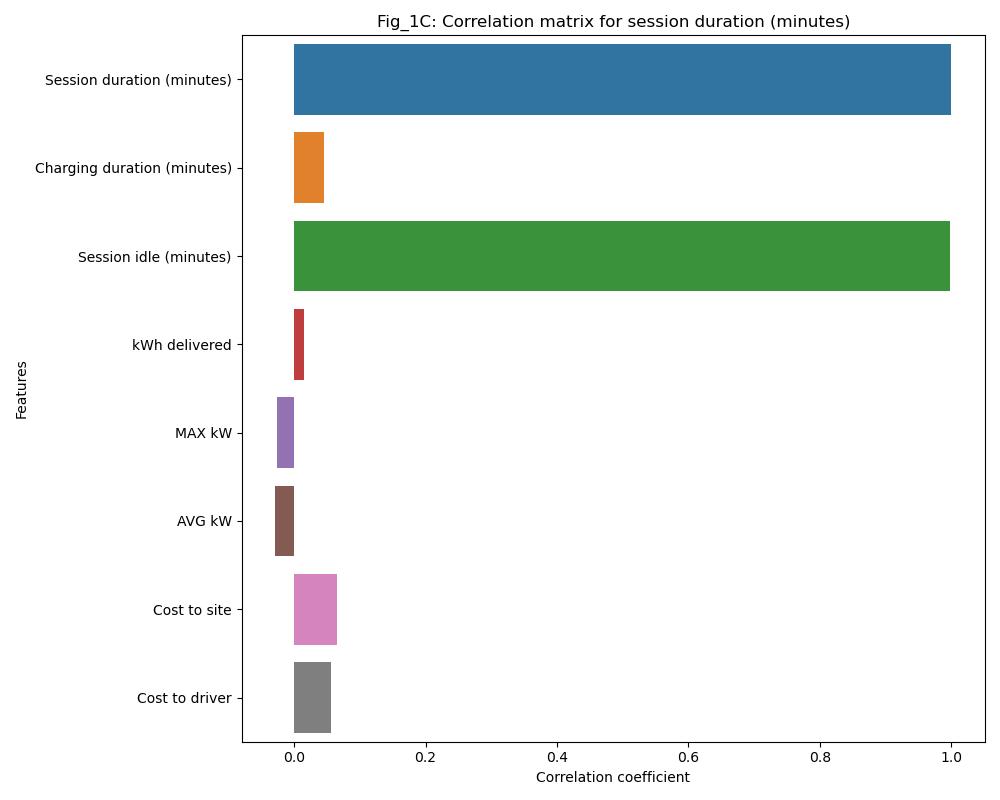 Fig_1C: Correlation matrix for session duration (minutes)
Session duration (minutes)
Charging duration (minutes)
Session idle (minutes)
kWh delivered
MAX kW
AVG kW
Cost to site
Cost to driver
Features
0.0 0.2 0.4 0.6 0.8 1.0
Correlation coefficient